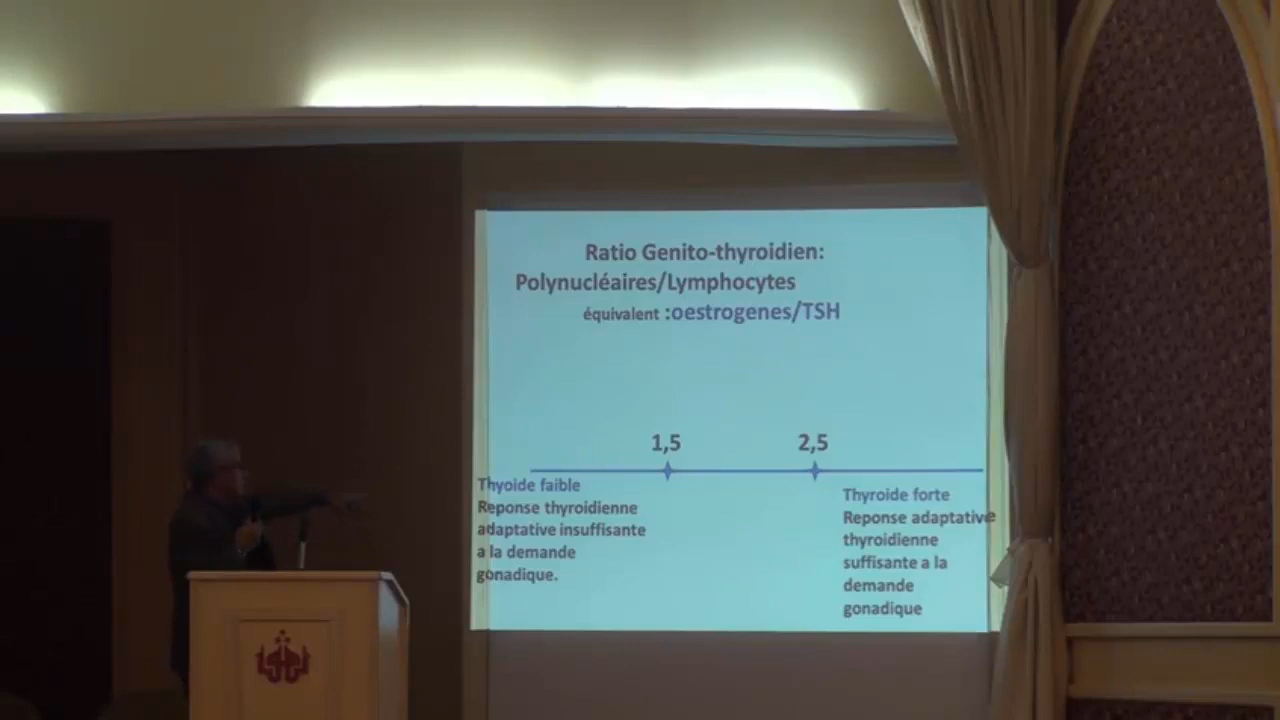 Ratio Genito-thyroidien:
Polynucléaires/Lymphocytes
équivalent :oestrogenes/TSH
1,5
2,5
Thyoide faible
Reponse thyroidienne
adaptative insuffisante
a la demande
gonadique.
Thyroide forte
Reponse adaptative
thyroidienne
suffisante a la
demande
gonadique